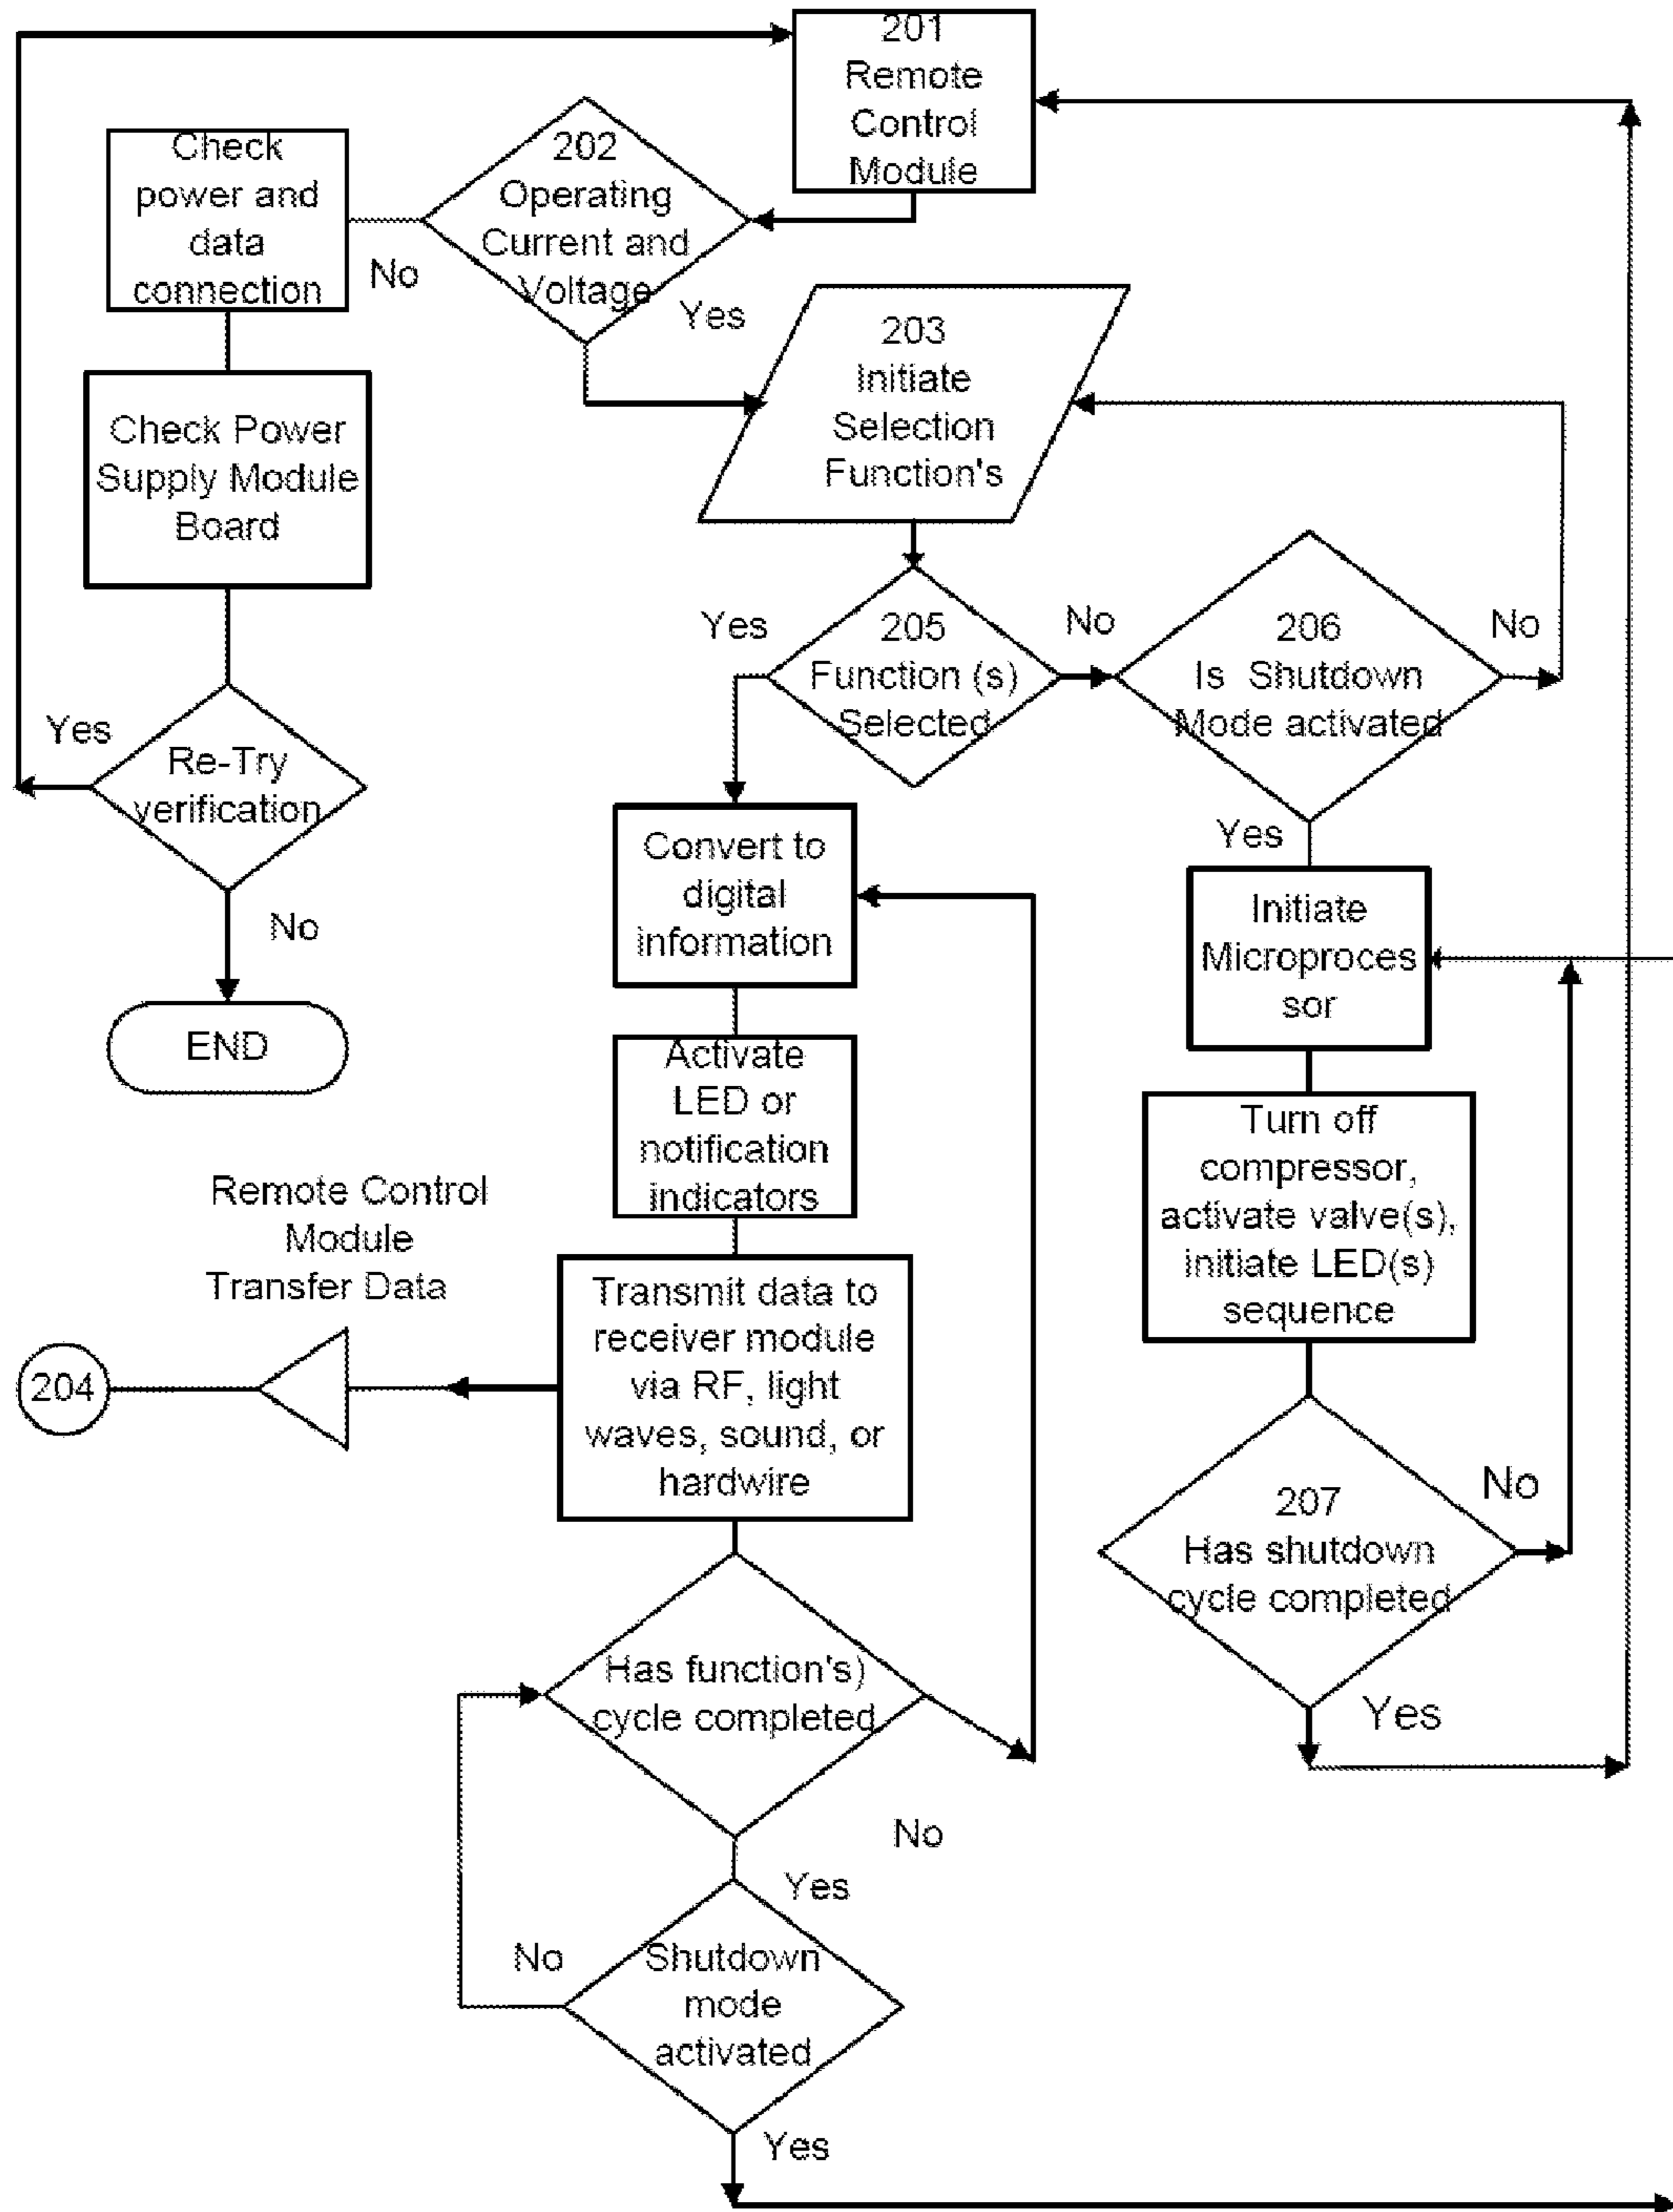 201
Remote
Control
Module
202
Operating
Current and
Voltage
Check
power and
data
connection
No
Yes
203
Initiate
Selection
Function's
Check Power
Supply Module
Board
Yes
205
Function (s)
Selected
No
206
Is Shutdown
Mode activated
No
Yes
Re-Try
verification
No
END
Yes
Convert to
digital
information
Initiate
Microproces
sor
Activate
LED or
notification
indicators
Turn off
compressor,
activate valve(s),
initiate LED(s)
sequence
Remote Control
Module
Transfer Data
204
Transmit data to
receiver module
via RF, light
waves, sound, or
hardwire
207
Has shutdown
cycle completed
No
Yes
Has function's)
cycle completed
No
Yes
Shutdown
mode
activated
No
Yes